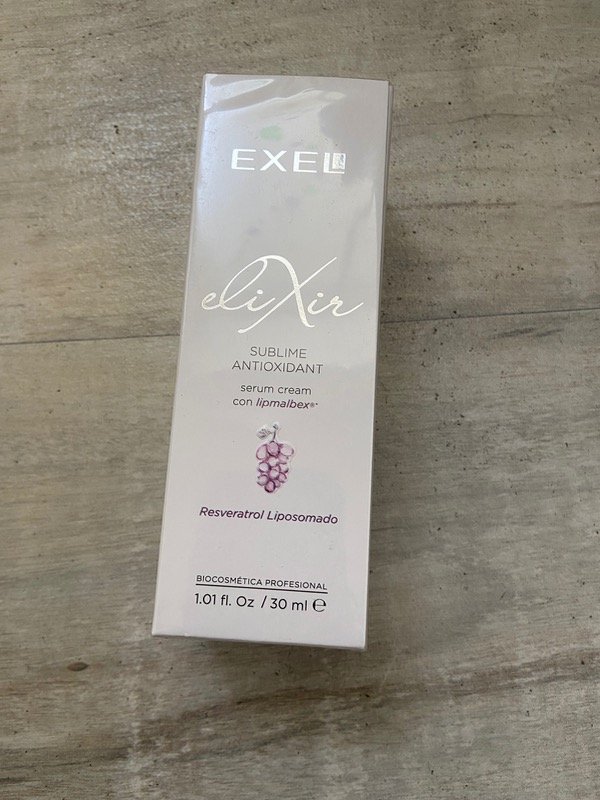 EXEL
eliXir
SUBLIME
ANTIOXIDANT
serum cream
con lipmalbex®*
Resveratrol Liposomado
BIOCOSMÉTICA PROFESIONAL
1.01 fl. Oz / 30 ml ℮